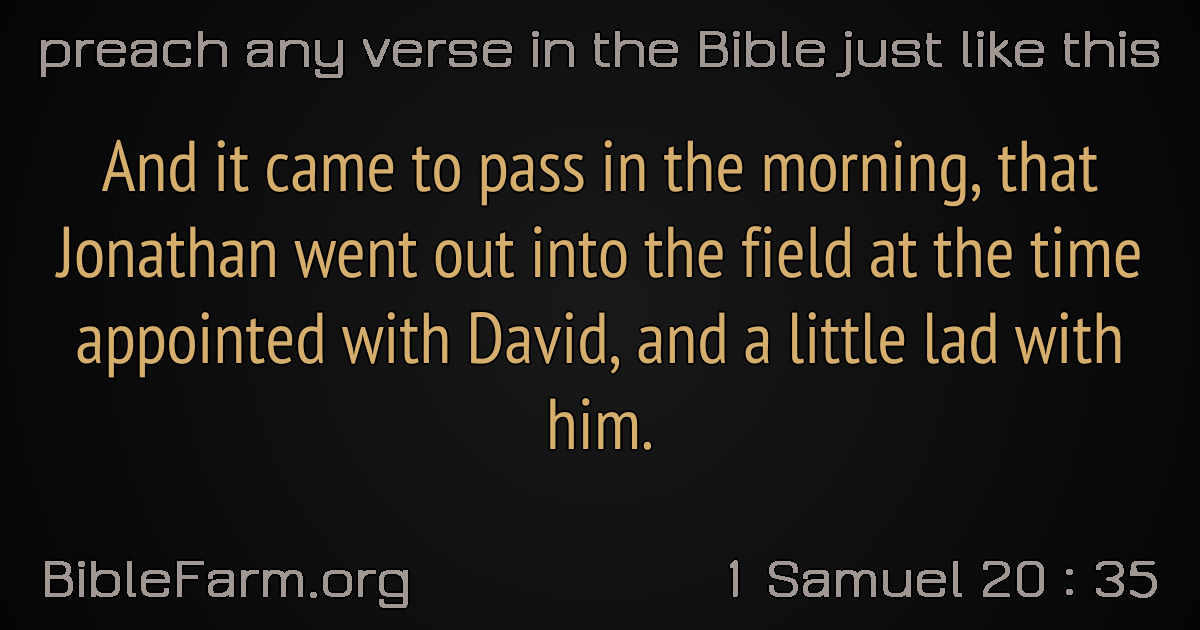 preach any verse in the Bible just like this
And it came to pass in the morning, that
Jonathan went out into the field at the time
appointed with David, and a little lad with
him.
BibleFarm.org
1 Samuel 20 : 35